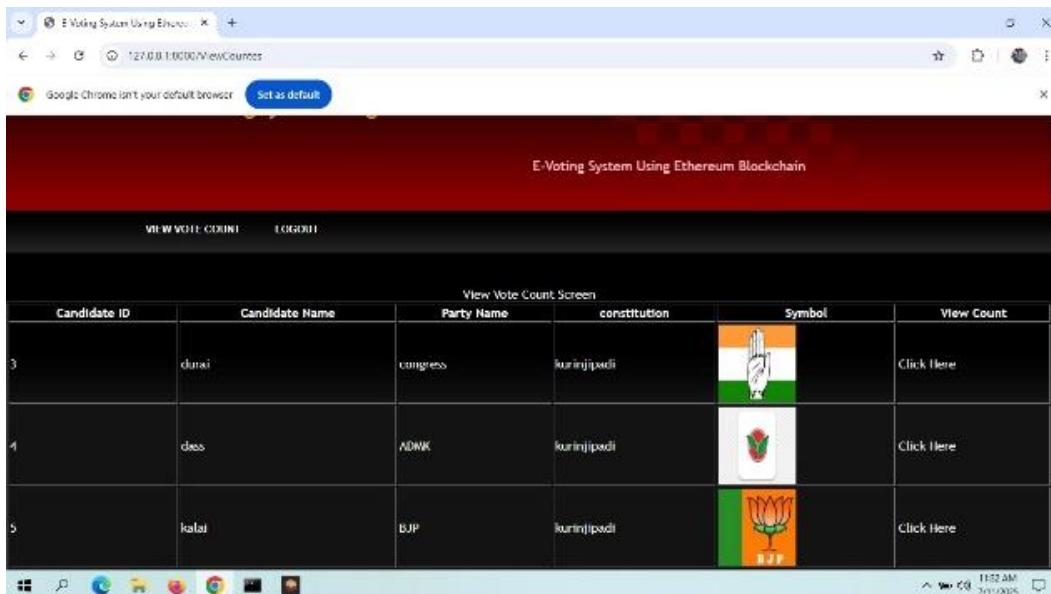 E-Voting System Using Ethereu
127.0.0.1:8000/ViewCountes
Google Chrome isn't your default browser Set as default
E-Voting System Using Ethereum Blockchain
VIEW VOTE COUNT LOGOUT
View Vote Count Screen
Candidate ID Candidate Name Party Name constitution Symbol View Count
3 durai congress kurinjipadi Click Here
4 dass ADMK kurinjipadi Click Here
5 kalai BJP kurinjipadi Click Here
BJP
11:52 AM